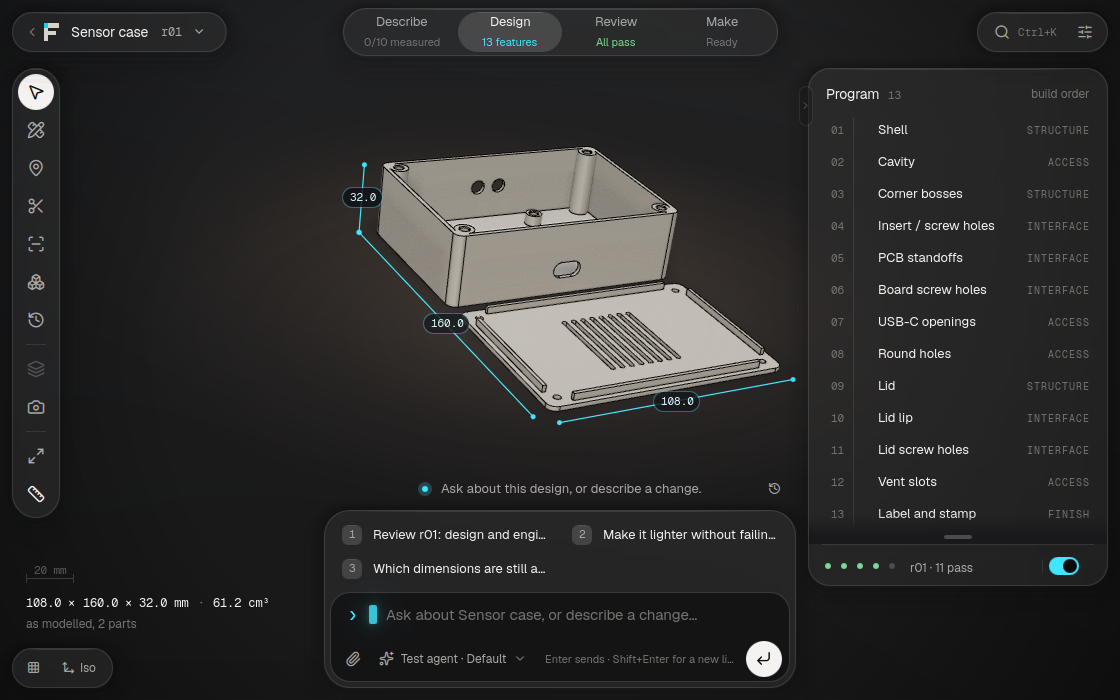 Sensor case r01
Describe
0/10 measured
Design
13 features
Review
All pass
Make
Ready
Ctrl+K
Program 13 build order
01 Shell STRUCTURE
02 Cavity ACCESS
03 Corner bosses STRUCTURE
04 Insert / screw holes INTERFACE
05 PCB standoffs INTERFACE
06 Board screw holes INTERFACE
07 USB-C openings ACCESS
08 Round holes ACCESS
09 Lid STRUCTURE
10 Lid lip INTERFACE
11 Lid screw holes INTERFACE
12 Vent slots ACCESS
13 Label and stamp FINISH
r01 · 11 pass
32.0
160.0
108.0
Ask about this design, or describe a change.
1 Review r01: design and engi…
2 Make it lighter without failin…
3 Which dimensions are still a…
Ask about Sensor case, or describe a change…
Test agent · Default
Enter sends · Shift+Enter for a new li…
20 mm
108.0 × 160.0 × 32.0 mm · 61.2 cm³
as modelled, 2 parts
Iso